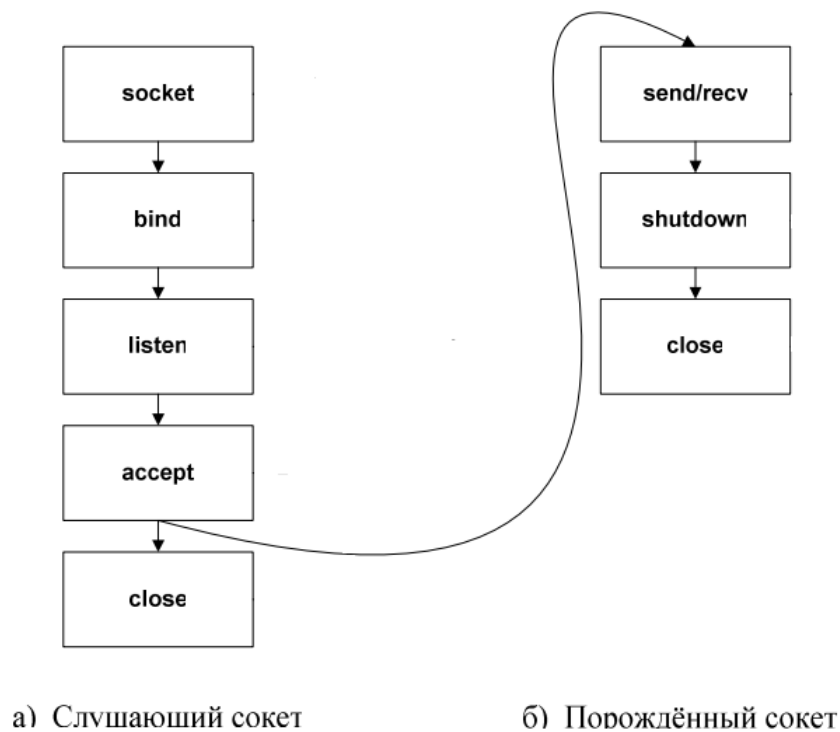 socket
bind
listen
accept
close
send/recv
shutdown
close
а) Слушающий сокет
б) Порождённый сокет